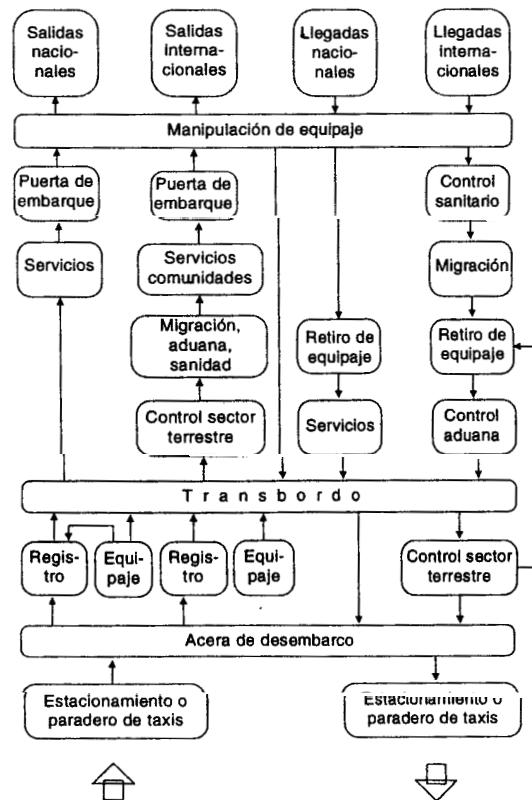 Salidas
nacio-
nales
Salidas
interna-
cionales
Llegadas
nacio-
nales
Llegadas
interna-
cionales
Manipulación de equipaje
Puerta de
embarque
Puerta de
embarque
Control
sanitario
Servicios
Servicios
comunidades
Migración
Migración,
aduana,
sanidad
Retiro de
equipaje
Retiro de
equipaje
Control sector
terrestre
Servicios
Control
aduana
Transbordo
Regis-
tro
Equi-
paje
Regis-
tro
Equi-
paje
Control sector
terrestre
Acera de desembarco
Estacionamiento o
paradero de taxis
Estacionamiento o
paradero de taxis